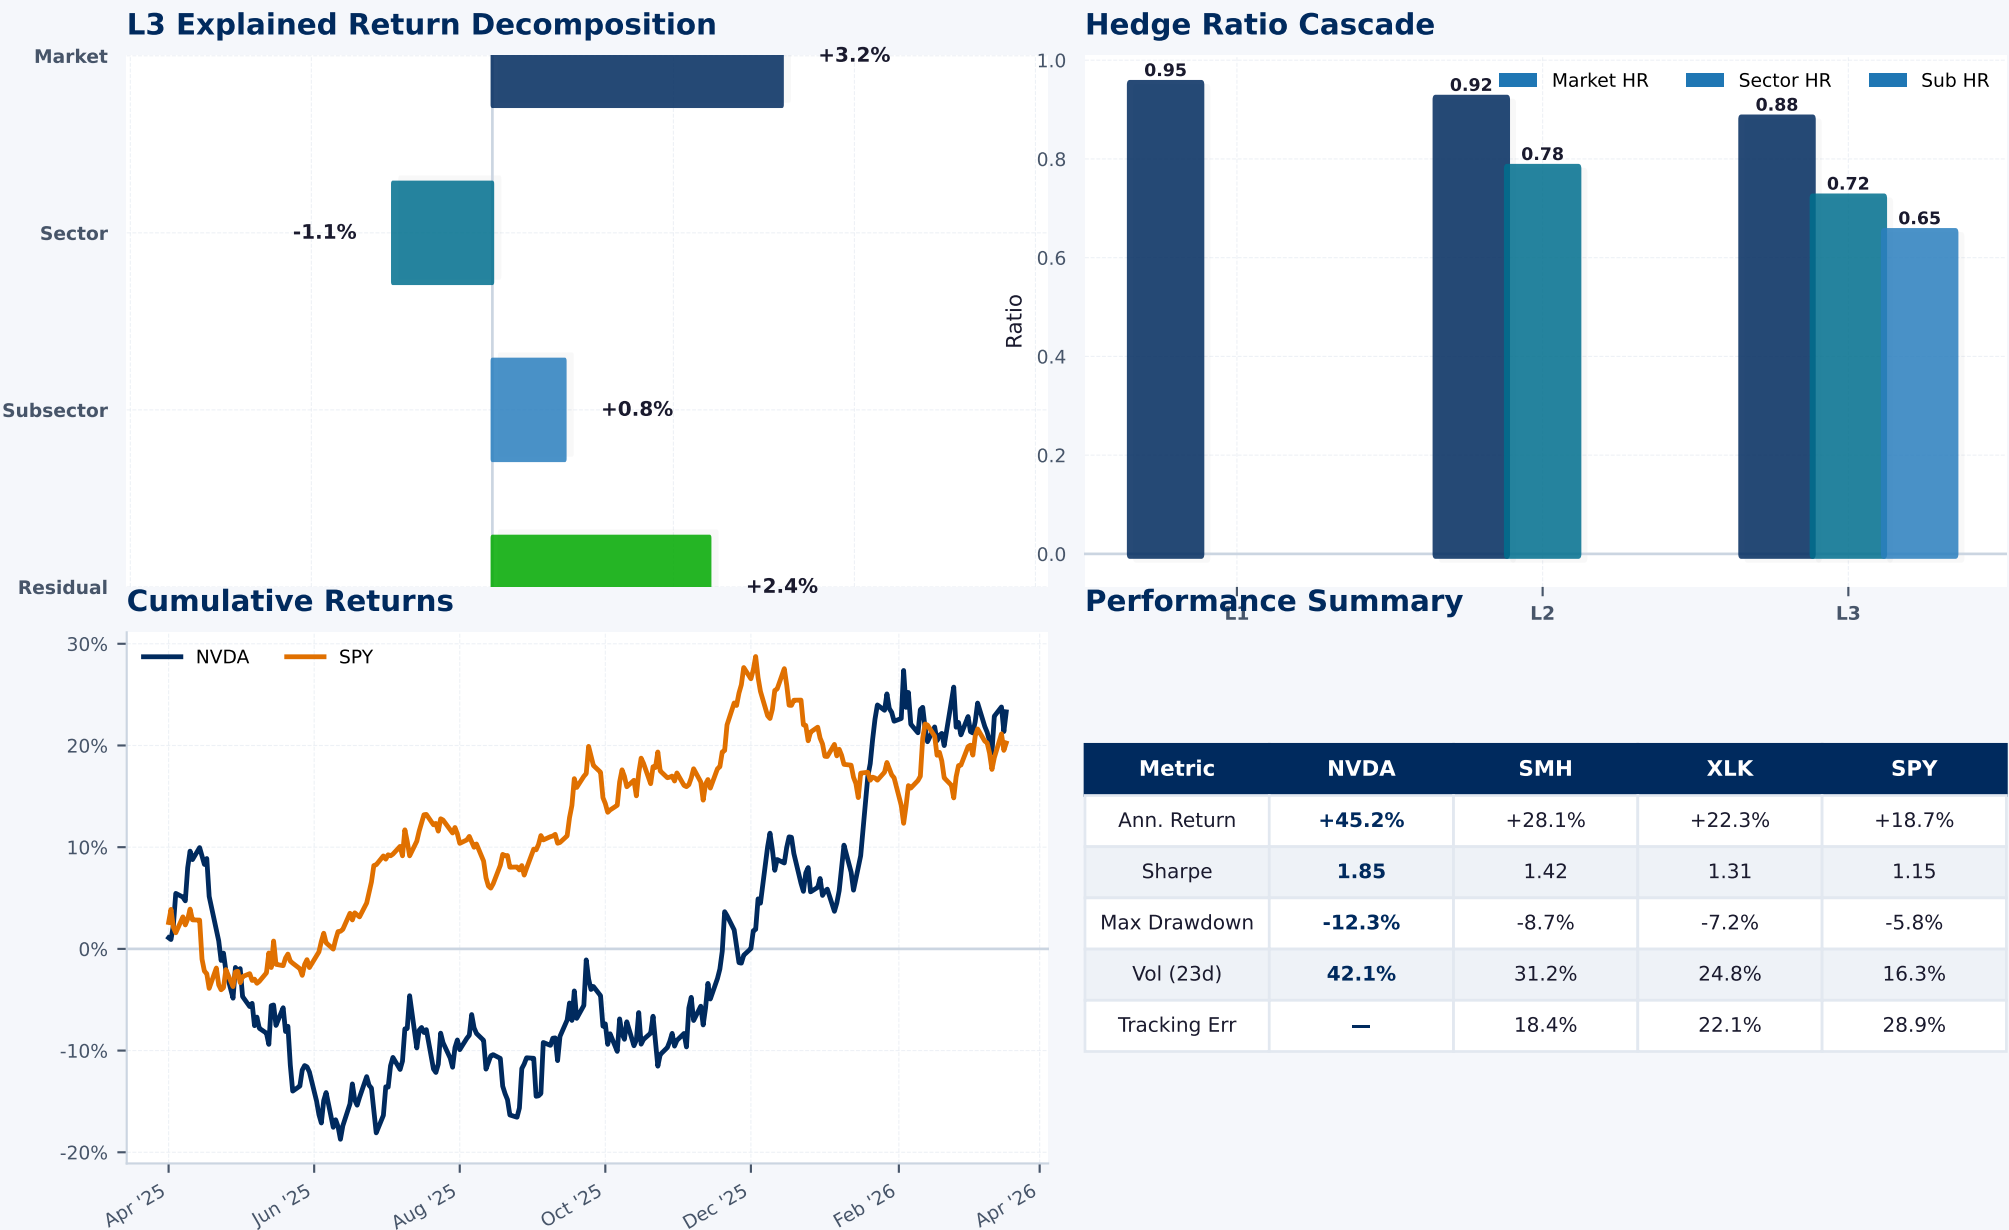 L3 Explained Return Decomposition
Market
+3.2%
Sector
-1.1%
Subsector
+0.8%
Residual
+2.4%
Hedge Ratio Cascade
Market HR
Sector HR
Sub HR
Ratio
1.0
0.8
0.6
0.4
0.2
0.0
0.95
0.92
0.78
0.88
0.72
0.65
L1
L2
L3
Cumulative Returns
NVDA
SPY
30%
20%
10%
0%
-10%
-20%
Apr '25
Jun '25
Aug '25
Oct '25
Dec '25
Feb '26
Apr '26
Performance Summary
Metric NVDA SMH XLK SPY
Ann. Return +45.2% +28.1% +22.3% +18.7%
Sharpe 1.85 1.42 1.31 1.15
Max Drawdown -12.3% -8.7% -7.2% -5.8%
Vol (23d) 42.1% 31.2% 24.8% 16.3%
Tracking Err — 18.4% 22.1% 28.9%